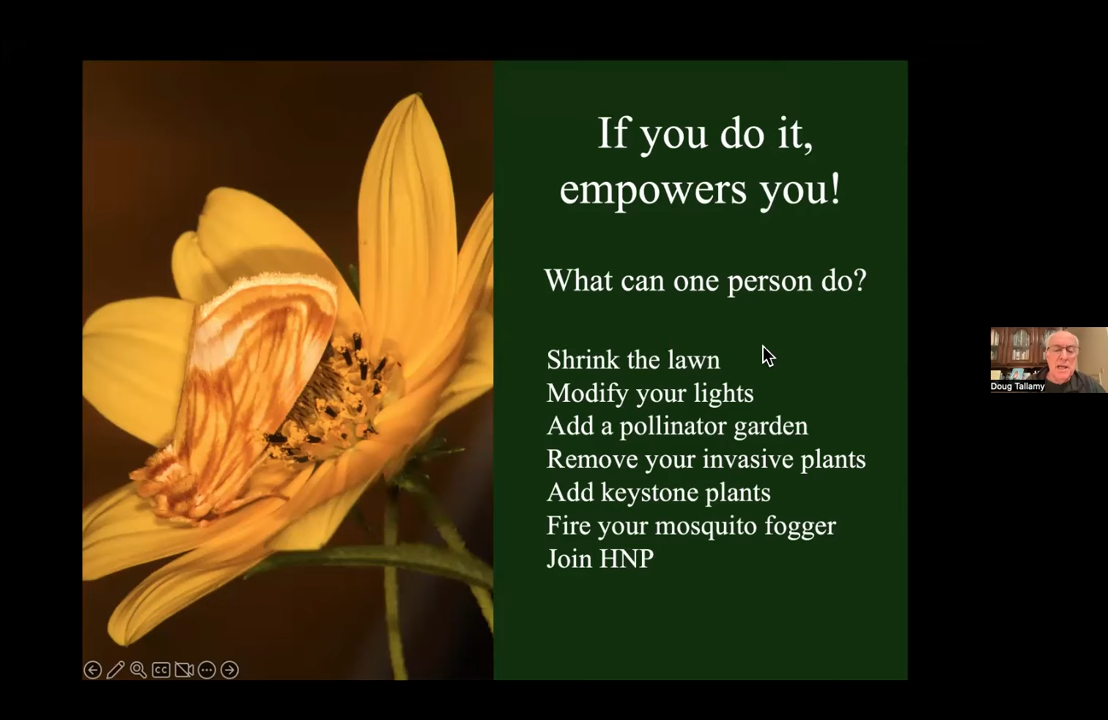 If you do it,
empowers you!
What can one person do?
Shrink the lawn
Modify your lights
Add a pollinator garden
Remove your invasive plants
Add keystone plants
Fire your mosquito fogger
Join HNP
Doug Tallamy
CC